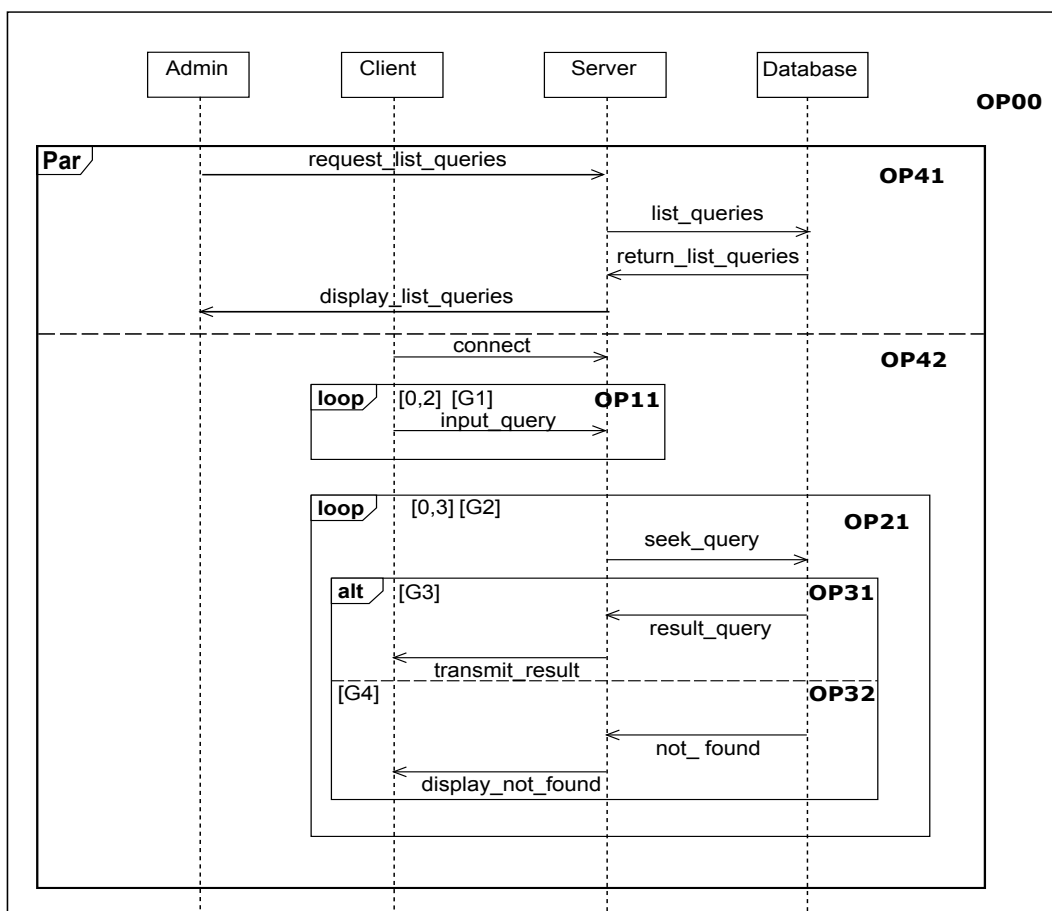 Admin Client Server Database
OP00
Par
request_list_queries
OP41
list_queries
return_list_queries
display_list_queries
connect
OP42
loop [0,2] [G1] OP11
input_query
loop [0,3] [G2]
OP21
seek_query
alt [G3] OP31
result_query
transmit_result
[G4] OP32
not_ found
display_not_found